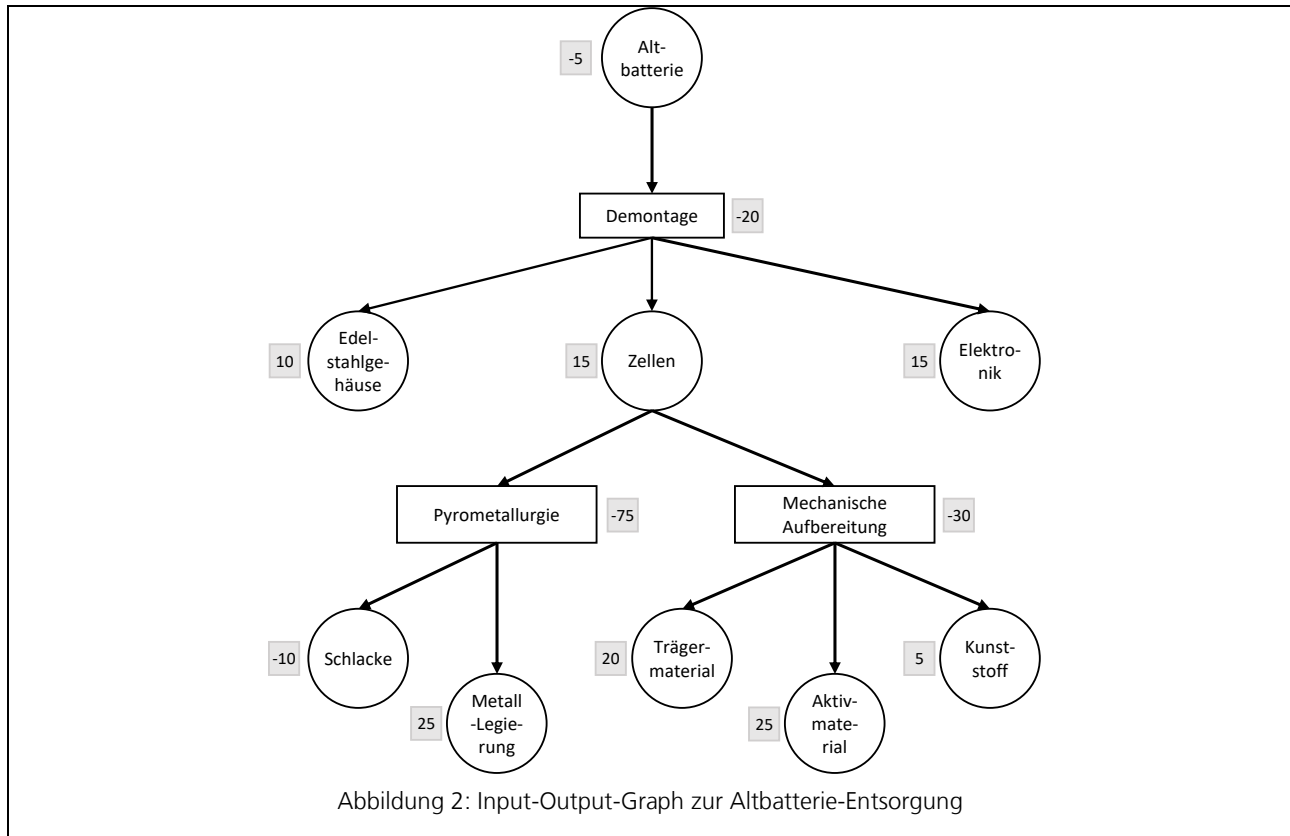 Alt-
batterie
-5
Demontage
-20
Edel-
stahlge-
häuse
10
Zellen
15
Elektro-
nik
15
Pyrometallurgie
-75
Mechanische
Aufbereitung
-30
-10
Schlacke
25
Metall
-Legie-
rung
20
Träger-
material
25
Aktiv-
mate-
rial
5
Kunst-
stoff
Abbildung 2: Input-Output-Graph zur Altbatterie-Entsorgung